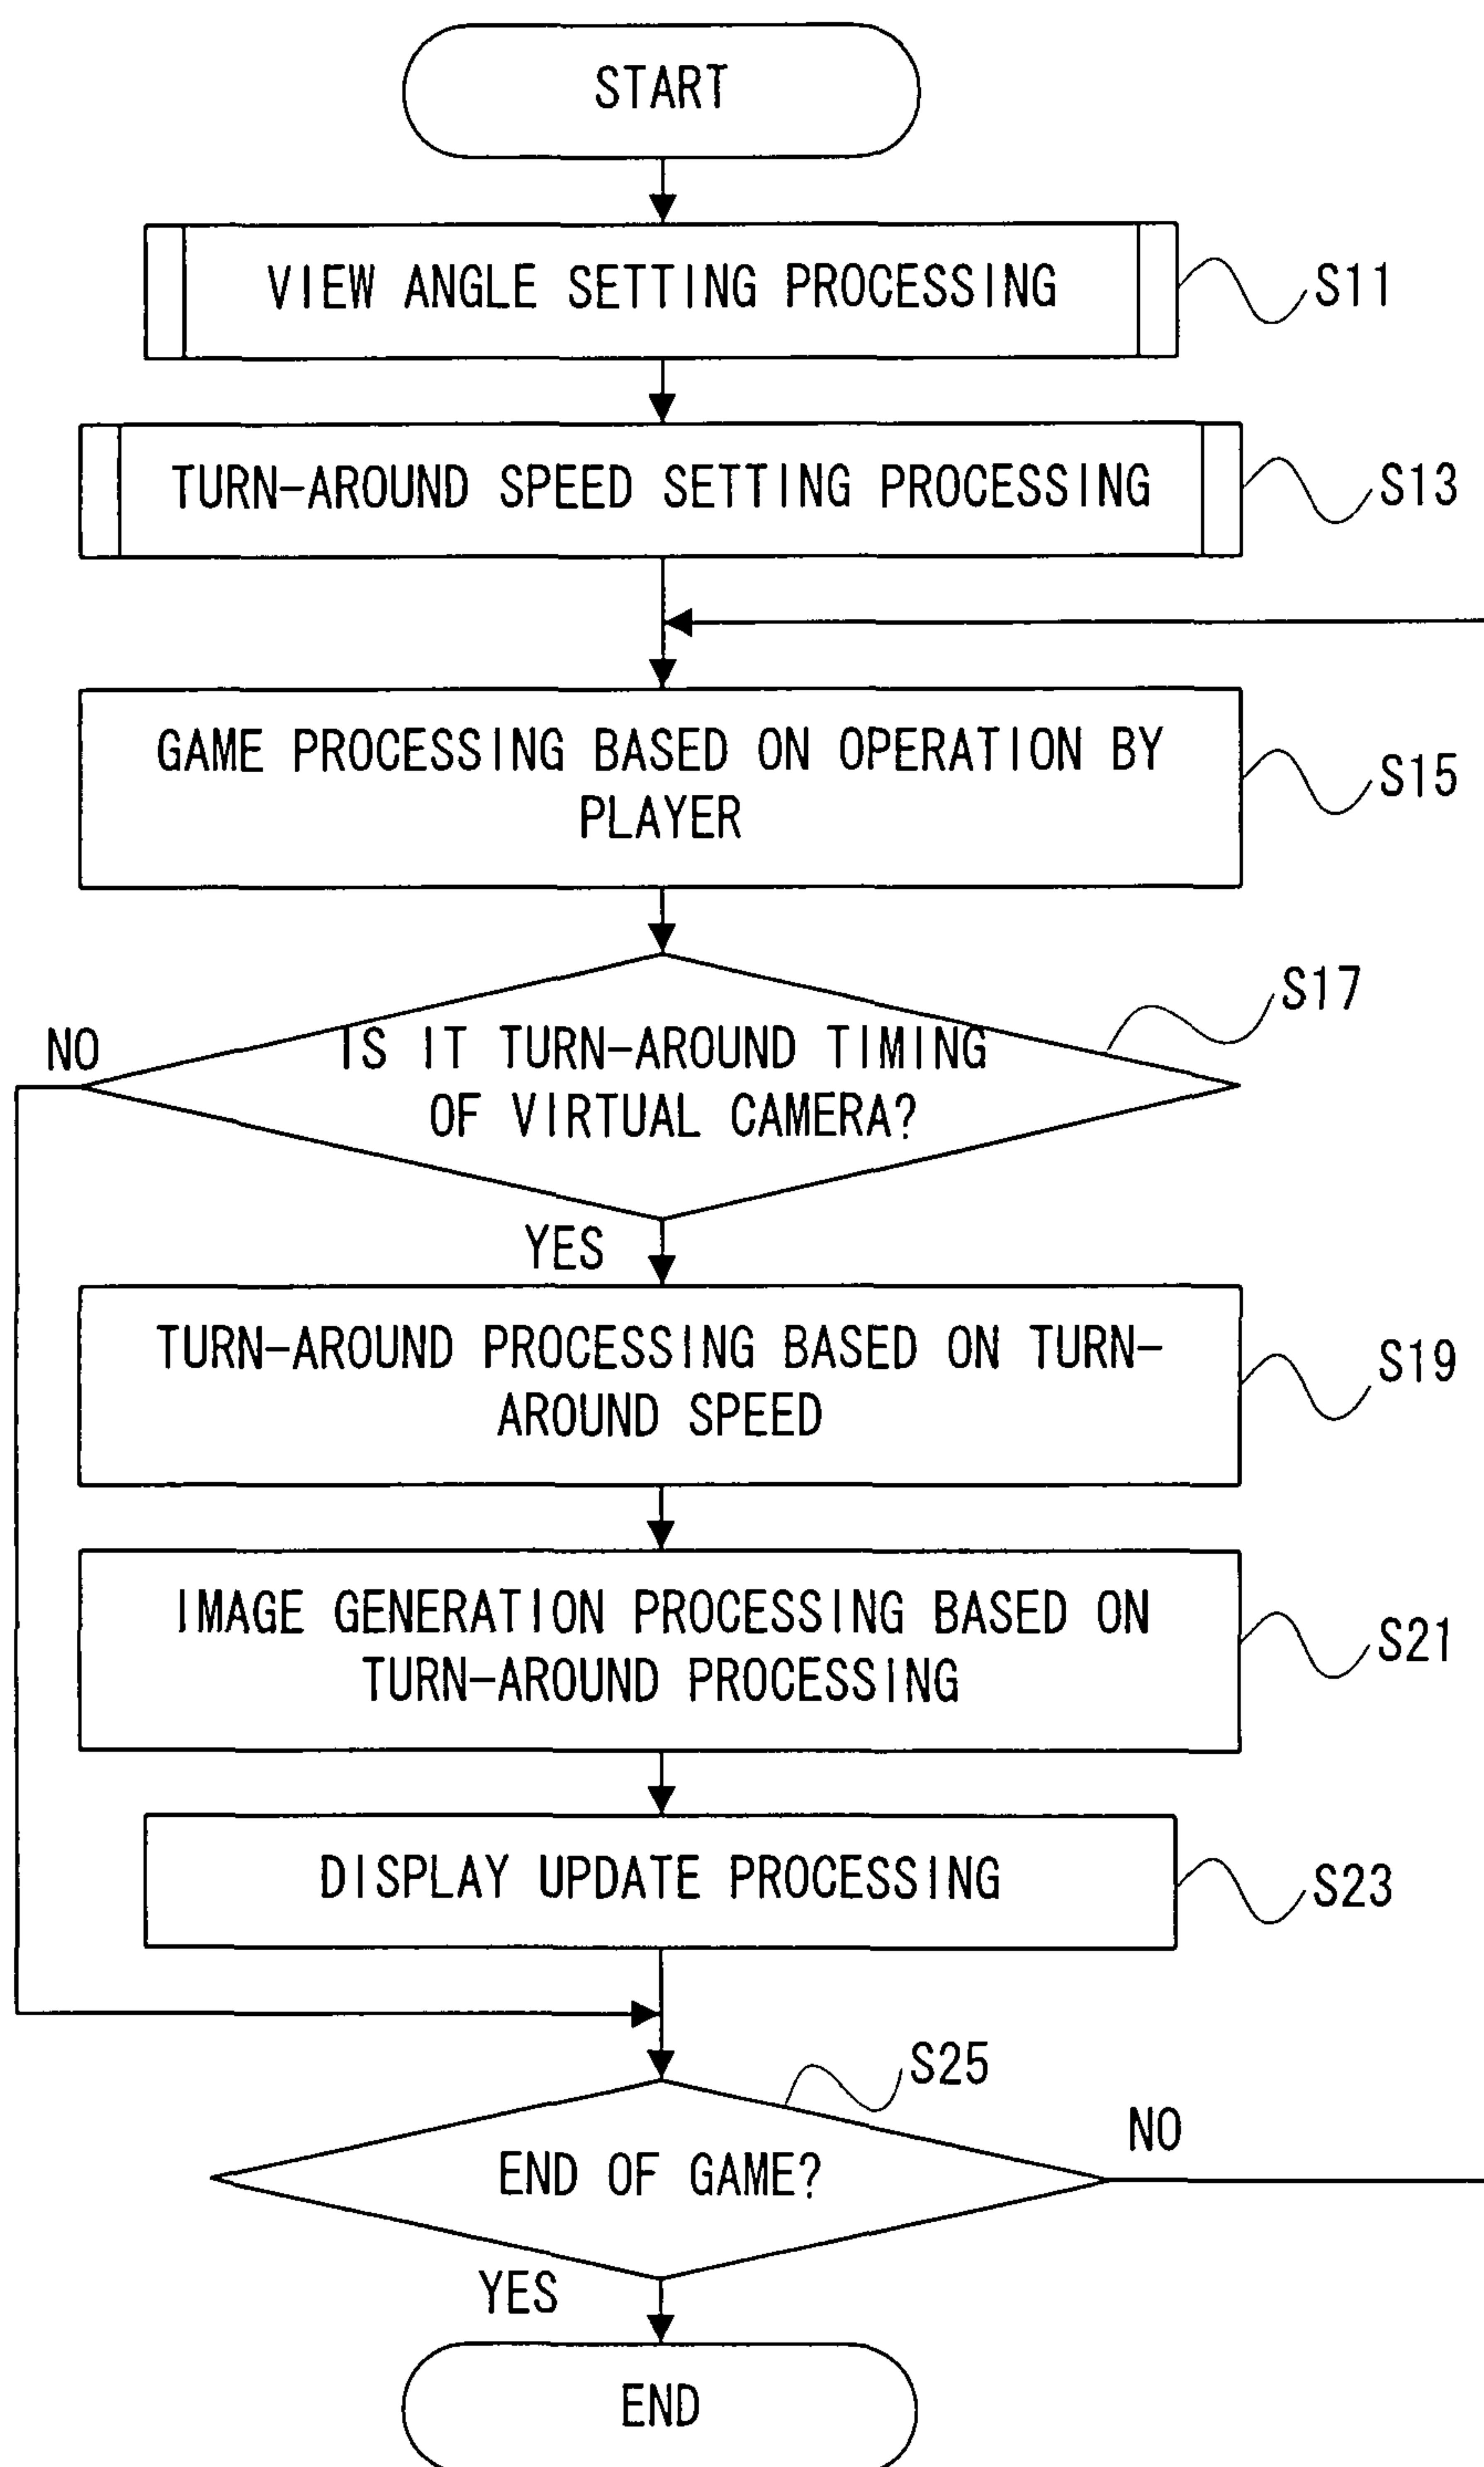 START
VIEW ANGLE SETTING PROCESSING
S11
TURN-AROUND SPEED SETTING PROCESSING
S13
GAME PROCESSING BASED ON OPERATION BY
PLAYER
S15
S17
NO
IS IT TURN-AROUND TIMING
OF VIRTUAL CAMERA?
YES
TURN-AROUND PROCESSING BASED ON TURN-
AROUND SPEED
S19
IMAGE GENERATION PROCESSING BASED ON
TURN-AROUND PROCESSING
S21
DISPLAY UPDATE PROCESSING
S23
S25
NO
END OF GAME?
YES
END